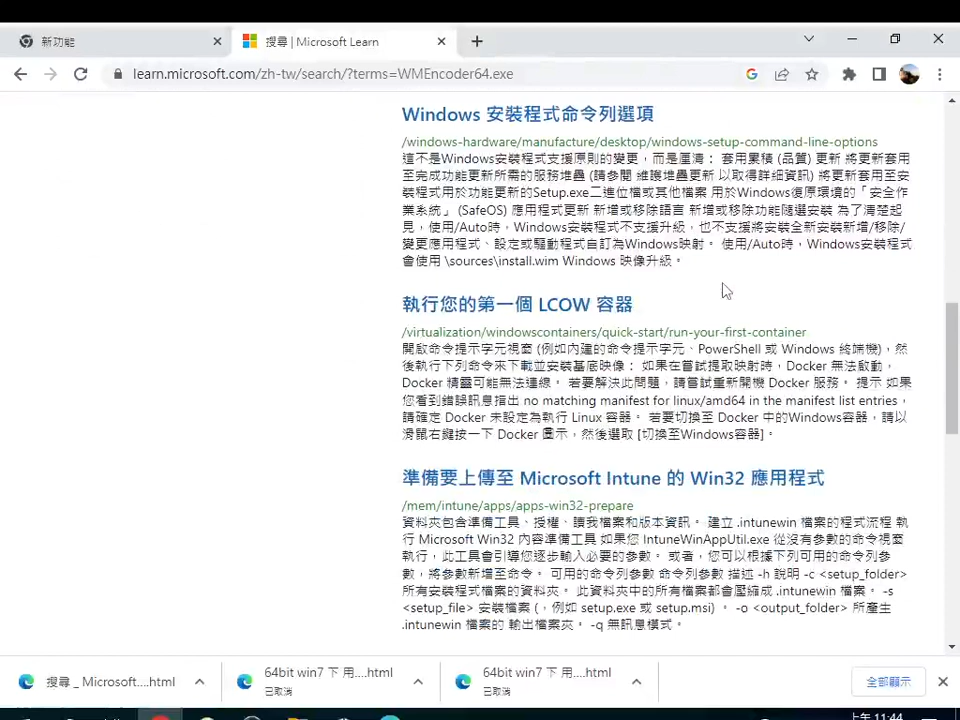 新功能
搜尋 | Microsoft Learn
learn.microsoft.com/zh-tw/search/?terms=WMEncoder64.exe
Windows 安裝程式命令列選項
/windows-hardware/manufacture/desktop/windows-setup-command-line-options
這不是Windows安裝程式支援原則的變更，而是厘清： 套用累積 (品質) 更新 將更新套用
至完成功能更新所需的服務堆疊 (請參閱 維護堆疊更新 以取得詳細資訊) 將更新套用至安
裝程式用於功能更新的Setup.exe二進位檔或其他檔案 用於Windows復原環境的「安全作
業系統」 (SafeOS) 應用程式更新 新增或移除語言 新增或移除功能隨選安裝 為了清楚起
見，使用/Auto時，Windows安裝程式不支援升級，也不支援將安裝全新安裝新增/移除/
變更應用程式、設定或驅動程式自訂為Windows映射。 使用/Auto時，Windows安裝程式
會使用 \sources\install.wim Windows 映像升級。
執行您的第一個 LCOW 容器
/virtualization/windowscontainers/quick-start/run-your-first-container
開啟命令提示字元視窗 (例如內建的命令提示字元、PowerShell 或 Windows 終端機)，然
後執行下列命令來下載並安裝基底映像： 如果在嘗試提取映射時，Docker 無法啟動，
Docker 精靈可能無法連線。 若要解決此問題，請嘗試重新開機 Docker 服務。 提示 如果
您看到錯誤訊息指出 no matching manifest for linux/amd64 in the manifest list entries，
請確定 Docker 未設定為執行 Linux 容器。 若要切換至 Docker 中的Windows容器，請以
滑鼠右鍵按一下 Docker 圖示，然後選取 [切換至Windows容器]。
準備要上傳至 Microsoft Intune 的 Win32 應用程式
/mem/intune/apps/apps-win32-prepare
資料夾包含準備工具、授權、讀我檔案和版本資訊。 建立 .intunewin 檔案的程式流程 執
行 Microsoft Win32 內容準備工具 如果您 IntuneWinAppUtil.exe 從沒有參數的命令視窗
執行，此工具會引導您逐步輸入必要的參數。 或者，您可以根據下列可用的命令列參
數，將參數新增至命令。 可用的命令列參數 命令列參數 描述 -h 說明 -c <setup_folder>
所有安裝程式檔案的資料夾。 此資料夾中的所有檔案都會壓縮成 .intunewin 檔案。 -s
<setup_file> 安裝檔案 (，例如 setup.exe 或 setup.msi) 。 -o <output_folder> 所產生
.intunewin 檔案的 輸出檔案夾。 -q 無訊息模式。
搜尋 _ Microsoft....html
64bit win7 下 用....html
已取消
64bit win7 下 用....html
已取消
全部顯示
上午 11:44